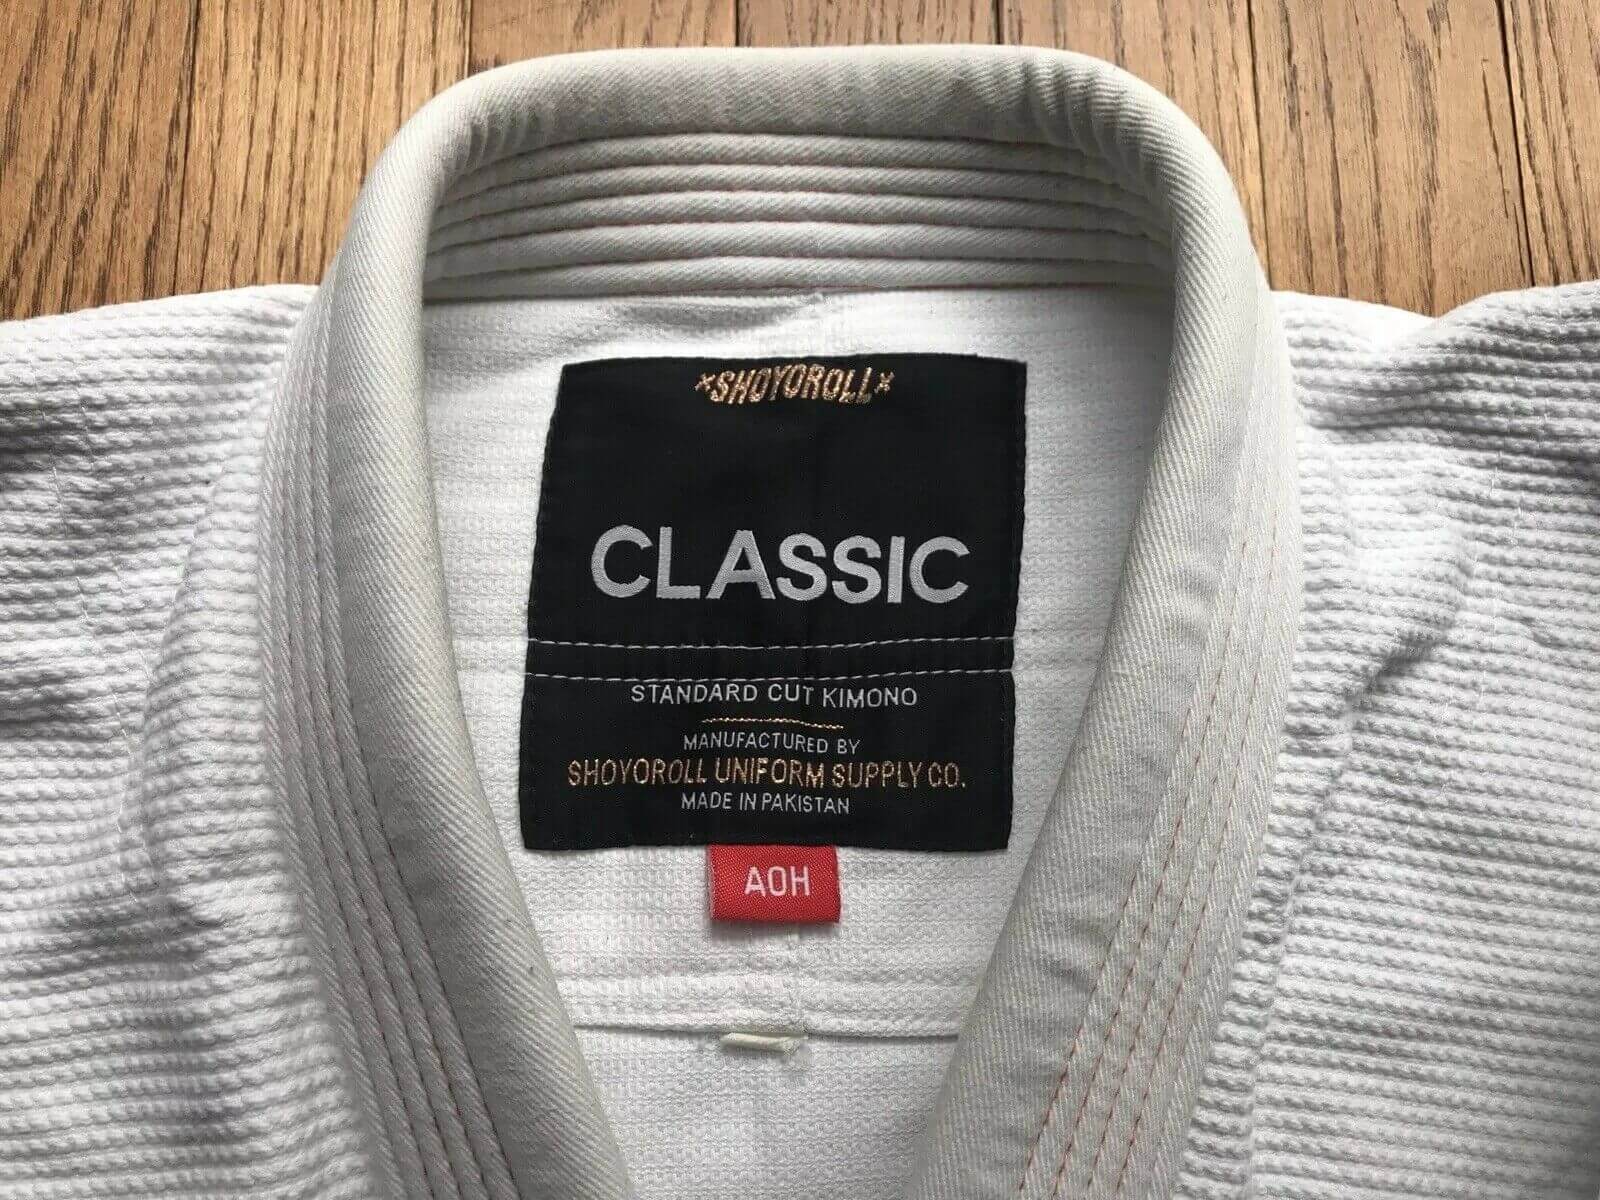 *SHOYOROLL*
CLASSIC
STANDARD CUT KIMONO
MANUFACTURED BY
SHOYOROLL UNIFORM SUPPLY CO.
MADE IN PAKISTAN
A0H